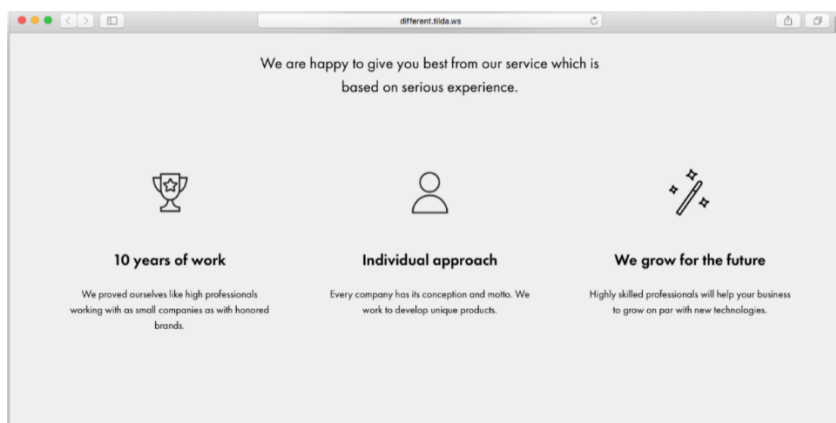 different.tilda.ws
We are happy to give you best from our service which is
based on serious experience.
10 years of work
We proved ourselves like high professionals
working with as small companies as with honored
brands.
Individual approach
Every company has its conception and motto. We
work to develop unique products.
We grow for the future
Highly skilled professionals will help your business
to grow on par with new technologies.